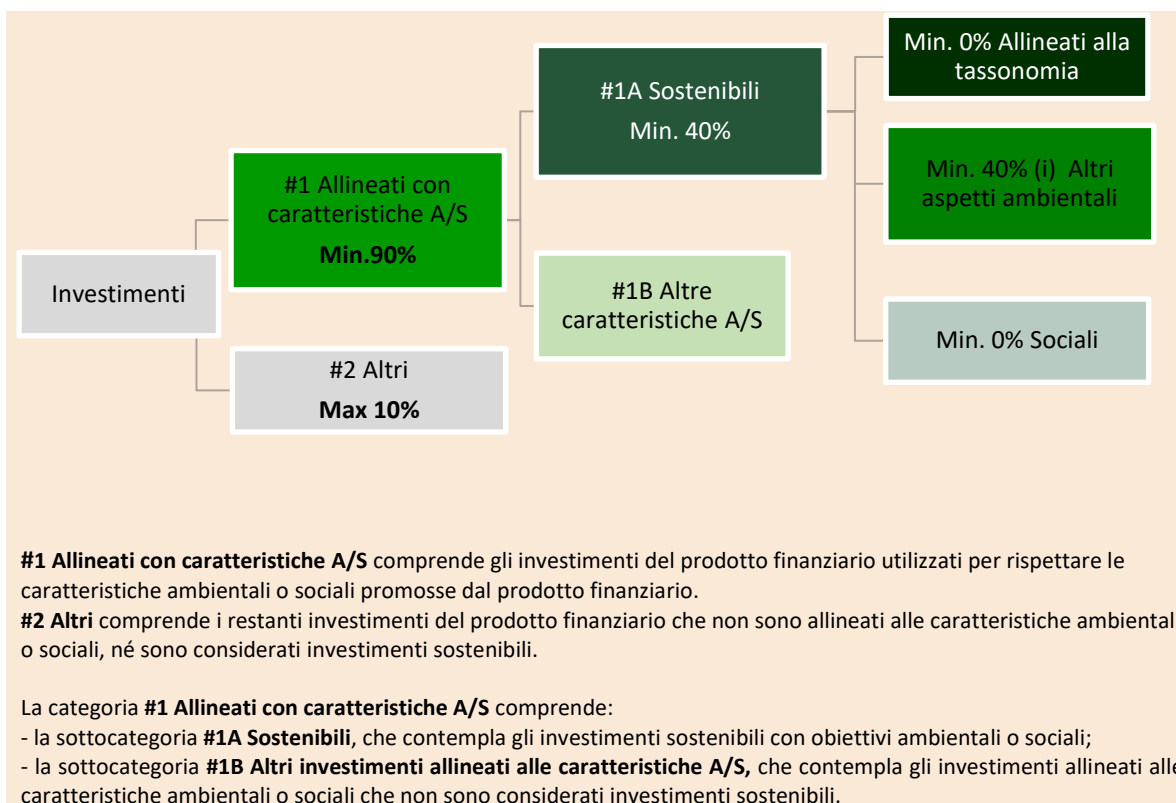 Investimenti
#1 Allineati con
caratteristiche A/S
Min.90%
#2 Altri
Max 10%
#1A Sostenibili
Min. 40%
#1B Altre
caratteristiche A/S
Min. 0% Allineati alla
tassonomia
Min. 40% (i) Altri
aspetti ambientali
Min. 0% Sociali
#1 Allineati con caratteristiche A/S comprende gli investimenti del prodotto finanziario utilizzati per rispettare le
caratteristiche ambientali o sociali promosse dal prodotto finanziario.
#2 Altri comprende i restanti investimenti del prodotto finanziario che non sono allineati alle caratteristiche ambiental
o sociali, né sono considerati investimenti sostenibili.
La categoria #1 Allineati con caratteristiche A/S comprende:
- la sottocategoria #1A Sostenibili, che contempla gli investimenti sostenibili con obiettivi ambientali o sociali;
- la sottocategoria #1B Altri investimenti allineati alle caratteristiche A/S, che contempla gli investimenti allineati alle
caratteristiche ambientali o sociali che non sono considerati investimenti sostenibili.